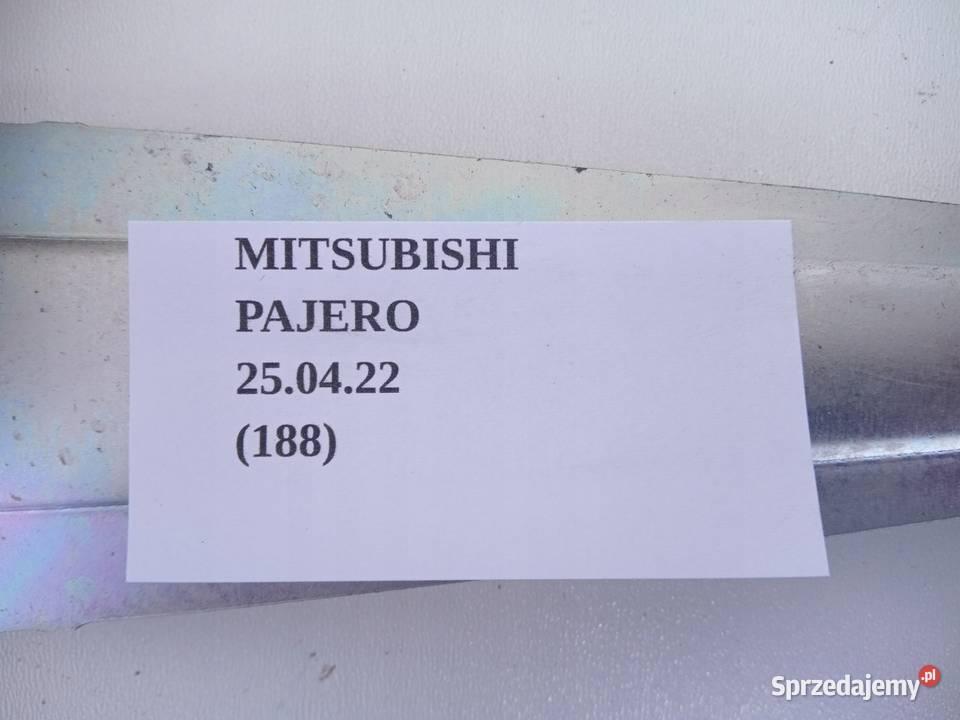 MITSUBISHI
PAJERO
25.04.22
(188)
Sprzedajemy.pl